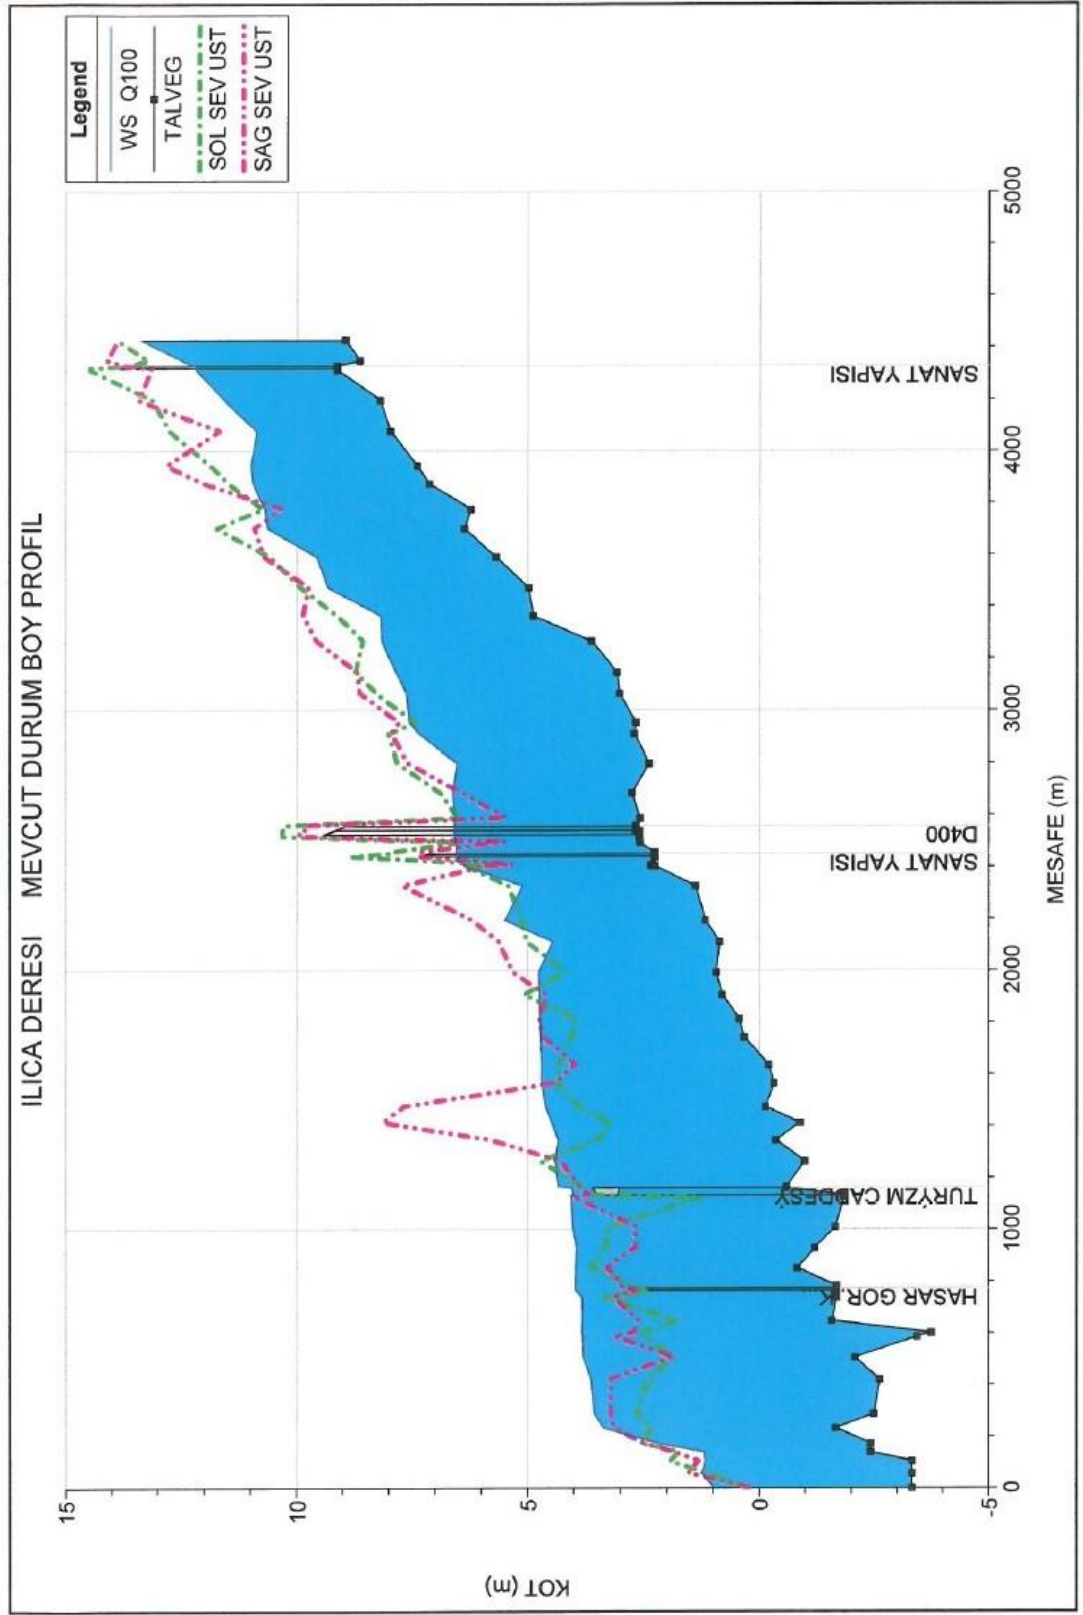 ILICA DERESI MEVCUT DURUM BOY PROFIL
Legend
WS Q100
TALVEG
SOL SEV UST
SAG SEV UST
KOT (m)
15
10
5
0
-5
0
1000
2000
3000
4000
5000
HASAR GOR. K...
TURÝZM CADDESÝ
SANAT YAPISI
D400
SANAT YAPISI
MESAFE (m)